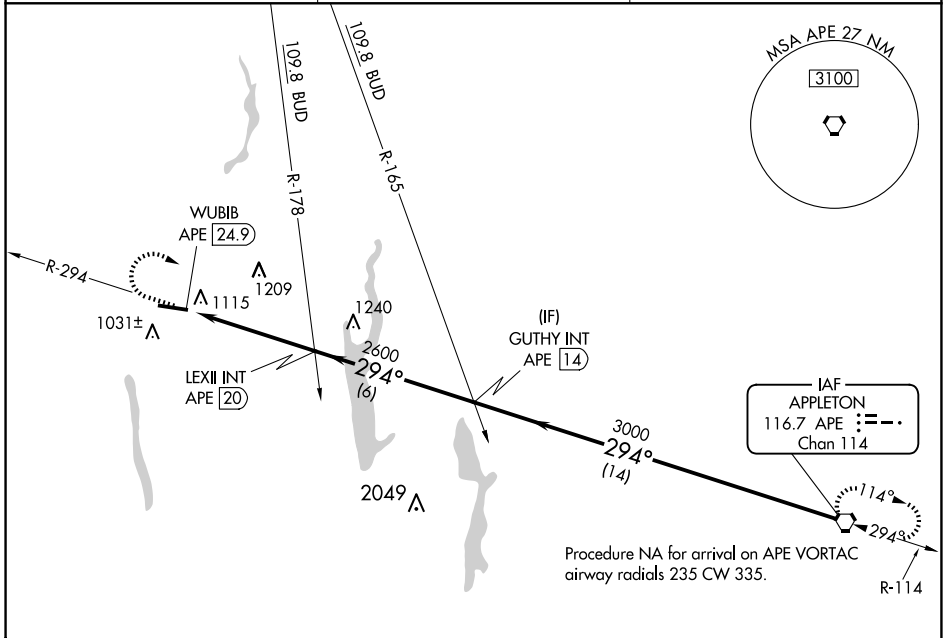 109.8 BUD
109.8 BUD
MSA APE 27 NM
3100
R-178
R-165
WUBIB
APE 24.9
R-294
1209
1115
1031±
1240
(IF)
GUTHY INT
APE 14
LEXII INT
APE 20
2600
294°
(6)
3000
294°
(14)
IAF
APPLETON
116.7 APE
Chan 114
2049
114°
294°
Procedure NA for arrival on APE VORTAC
airway radials 235 CW 335.
R-114